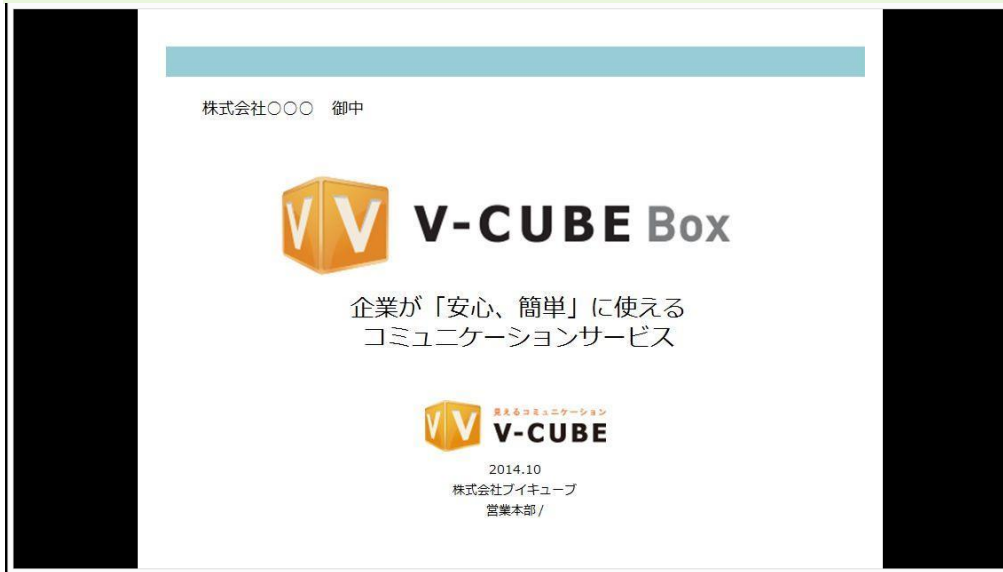 株式会社○○○　御中
V-CUBE Box
企業が「安心、簡単」に使える
コミュニケーションサービス
見えるコミュニケーション
V-CUBE
2014.10
株式会社ブイキューブ
営業本部 /